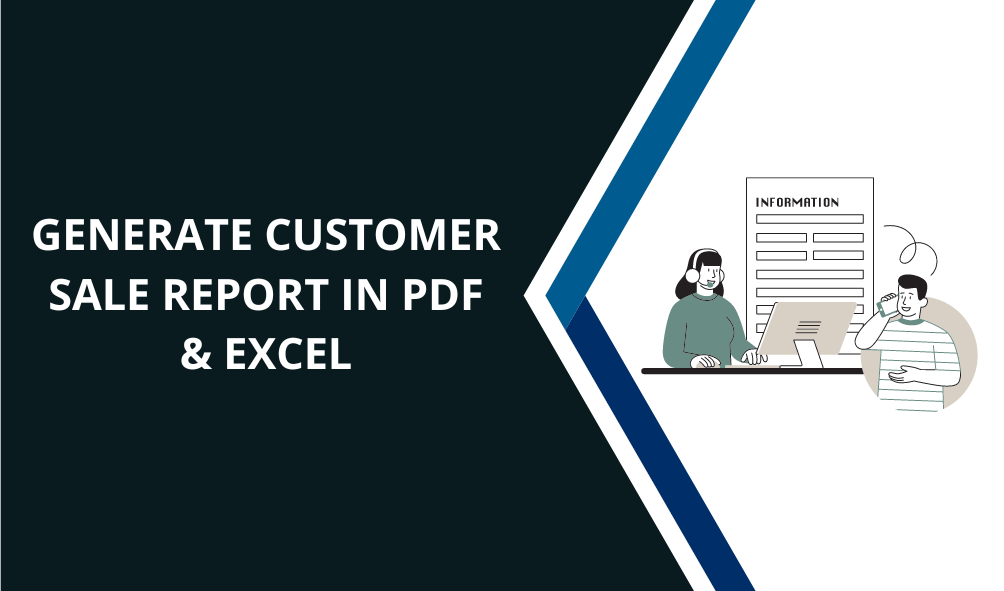 GENERATE CUSTOMER
SALE REPORT IN PDF
& EXCEL
INFORMATION